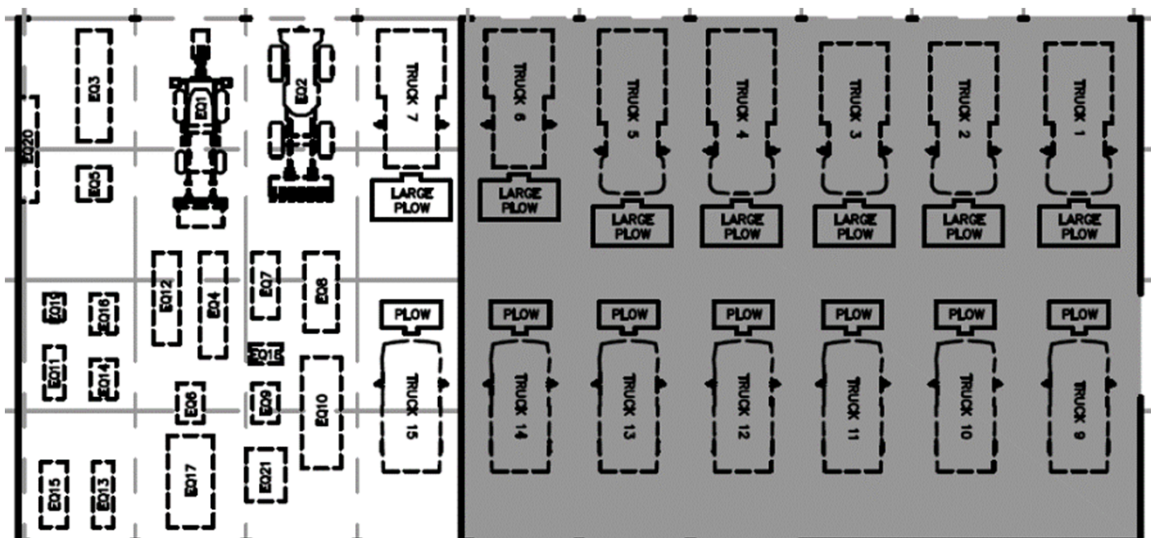 EQ20
EQ3
EQ5
EQ1
EQ2
TRUCK 7
LARGE
PLOW
TRUCK 6
LARGE
PLOW
TRUCK 5
LARGE
PLOW
TRUCK 4
LARGE
PLOW
TRUCK 3
LARGE
PLOW
TRUCK 2
LARGE
PLOW
TRUCK 1
LARGE
PLOW
EQ19
EQ16
EQ12
EQ4
EQ7
EQ8
EQ11
EQ14
EQ18
EQ6
EQ9
EQ10
EQ15
EQ13
EQ17
EQ21
PLOW
TRUCK 15
PLOW
TRUCK 14
PLOW
TRUCK 13
PLOW
TRUCK 12
PLOW
TRUCK 11
PLOW
TRUCK 10
PLOW
TRUCK 9